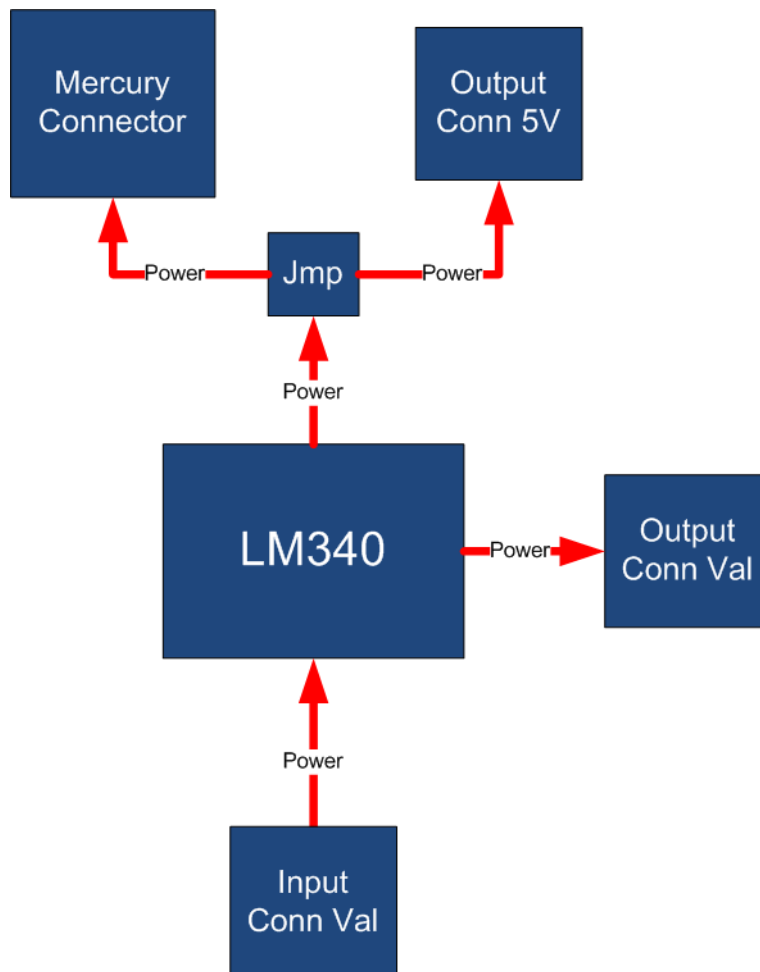 Mercury
Connector
Output
Conn 5V
Power
Jmp
Power
Power
LM340
Power
Output
Conn Val
Power
Input
Conn Val